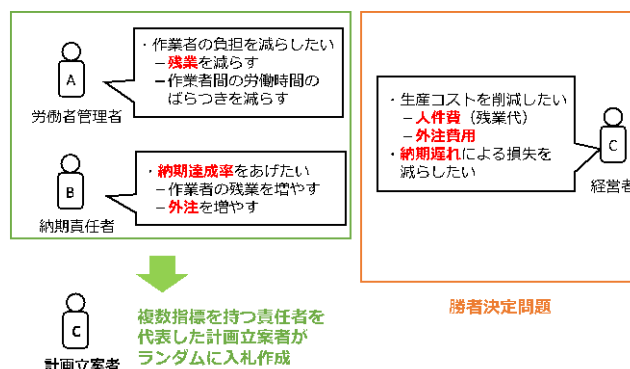 ・作業者の負担を減らしたい
－残業を減らす
－作業者間の労働時間の
ばらつきを減らす
A
労働者管理者
・納期達成率をあげたい
－作業者の残業を増やす
－外注を増やす
B
納期責任者
・生産コストを削減したい
－人件費（残業代）
－外注費用
・納期遅れによる損失を
減らしたい
C
経営者
C
計画立案者
複数指標を持つ責任者を
代表した計画立案者が
ランダムに入札作成
勝者決定問題